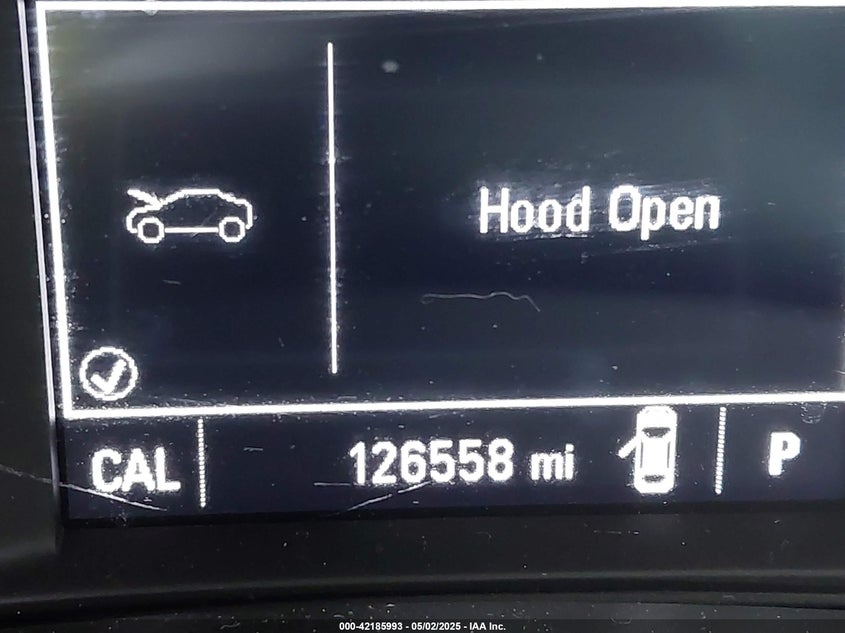 Hood Open
CAL
126558 mi
P
000-42185993 - 05/02/2025 - IAA Inc.